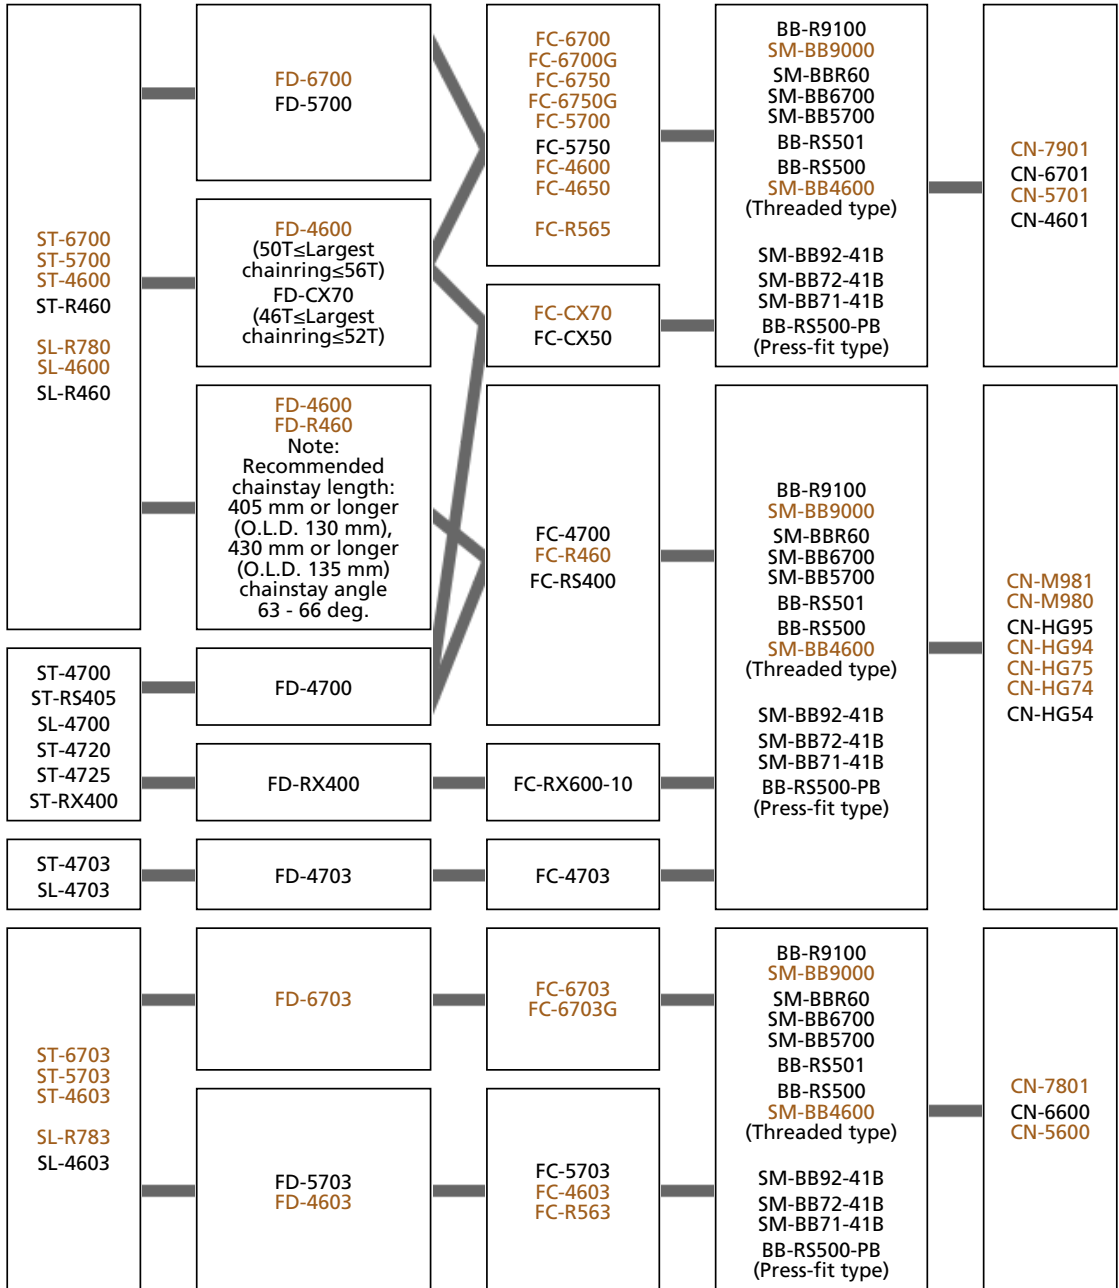 ST-6700
ST-5700
ST-4600
ST-R460
SL-R780
SL-4600
SL-R460
FD-6700
FD-5700
FD-4600
(50T≤Largest
chainring≤56T)
FD-CX70
(46T≤Largest
chainring≤52T)
FD-4600
FD-R460
Note:
Recommended
chainstay length:
405 mm or longer
(O.L.D. 130 mm),
430 mm or longer
(O.L.D. 135 mm)
chainstay angle
63 - 66 deg.
FC-6700
FC-6700G
FC-6750
FC-6750G
FC-5700
FC-5750
FC-4600
FC-4650
FC-R565
FC-CX70
FC-CX50
BB-R9100
SM-BB9000
SM-BBR60
SM-BB6700
SM-BB5700
BB-RS501
BB-RS500
SM-BB4600
(Threaded type)
SM-BB92-41B
SM-BB72-41B
SM-BB71-41B
BB-RS500-PB
(Press-fit type)
CN-7901
CN-6701
CN-5701
CN-4601
ST-4700
ST-RS405
SL-4700
ST-4720
ST-4725
ST-RX400
FD-4700
FD-RX400
FC-4700
FC-R460
FC-RS400
FC-RX600-10
ST-4703
SL-4703
FD-4703
FC-4703
BB-R9100
SM-BB9000
SM-BBR60
SM-BB6700
SM-BB5700
BB-RS501
BB-RS500
SM-BB4600
(Threaded type)
SM-BB92-41B
SM-BB72-41B
SM-BB71-41B
BB-RS500-PB
(Press-fit type)
CN-M981
CN-M980
CN-HG95
CN-HG94
CN-HG75
CN-HG74
CN-HG54
ST-6703
ST-5703
ST-4603
SL-R783
SL-4603
FD-6703
FC-6703
FC-6703G
FD-5703
FD-4603
FC-5703
FC-4603
FC-R563
BB-R9100
SM-BB9000
SM-BBR60
SM-BB6700
SM-BB5700
BB-RS501
BB-RS500
SM-BB4600
(Threaded type)
SM-BB92-41B
SM-BB72-41B
SM-BB71-41B
BB-RS500-PB
(Press-fit type)
CN-7801
CN-6600
CN-5600